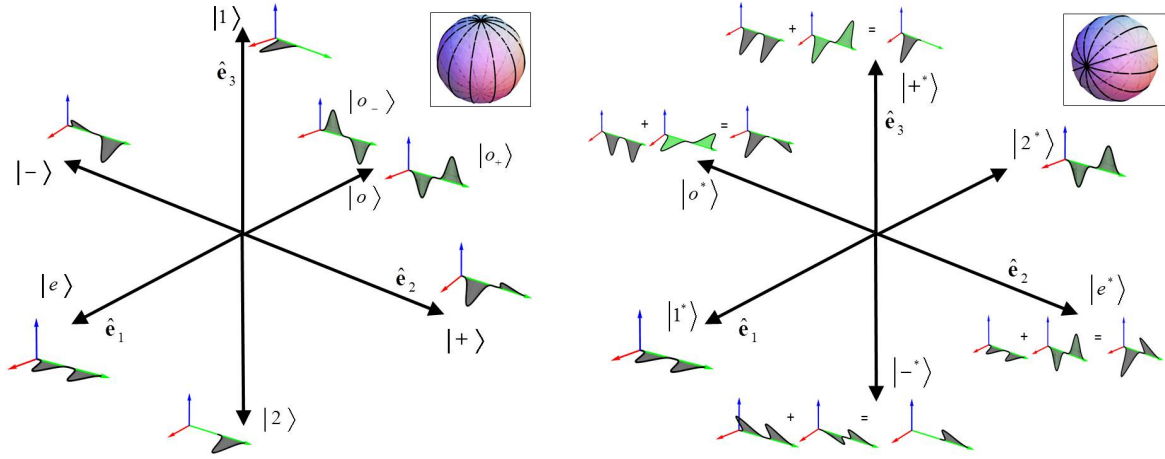 |1⟩
ê₃
|o₋⟩
|o₊⟩
|−⟩
|o⟩
|e⟩
ê₂
|+⟩
ê₁
|2⟩
+ =
|+*⟩
ê₃
+ =
|2*⟩
|o*⟩
ê₂
|e*⟩
|1*⟩
ê₁
+ =
|−*⟩
+ =